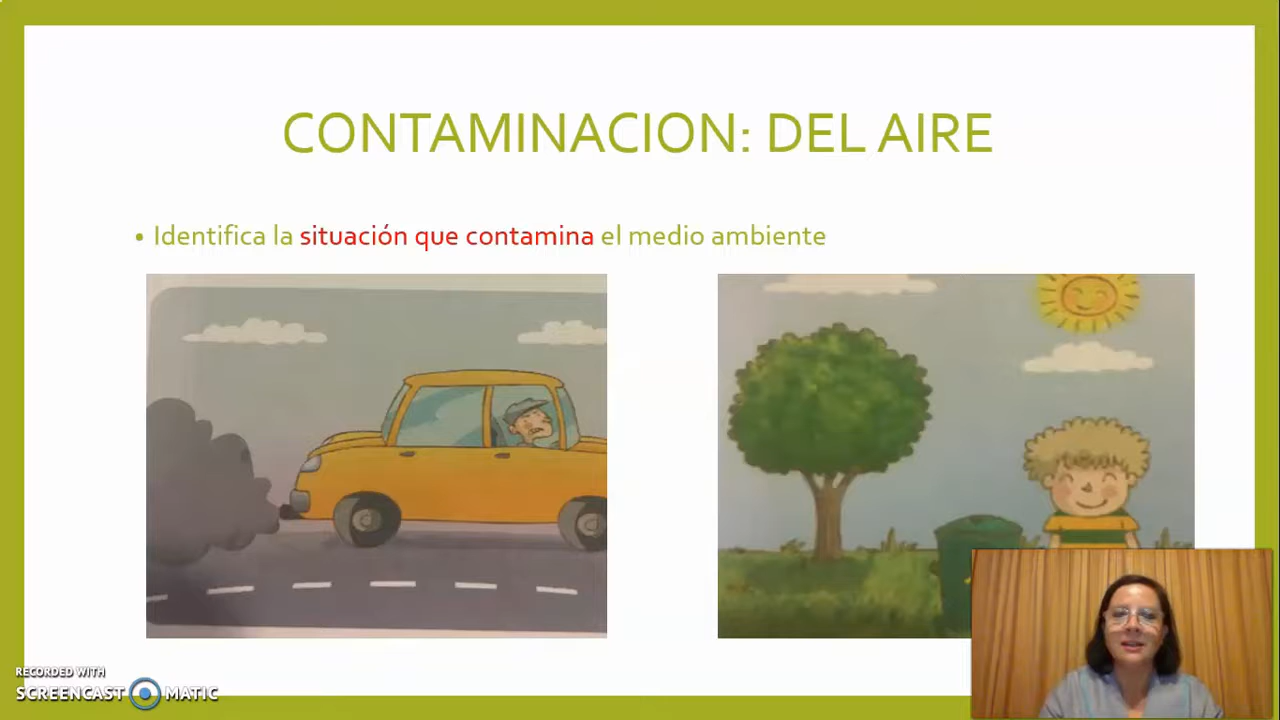 CONTAMINACION: DEL AIRE
• Identifica la situación que contamina el medio ambiente
RECORDED WITH
SCREENCAST MATIC